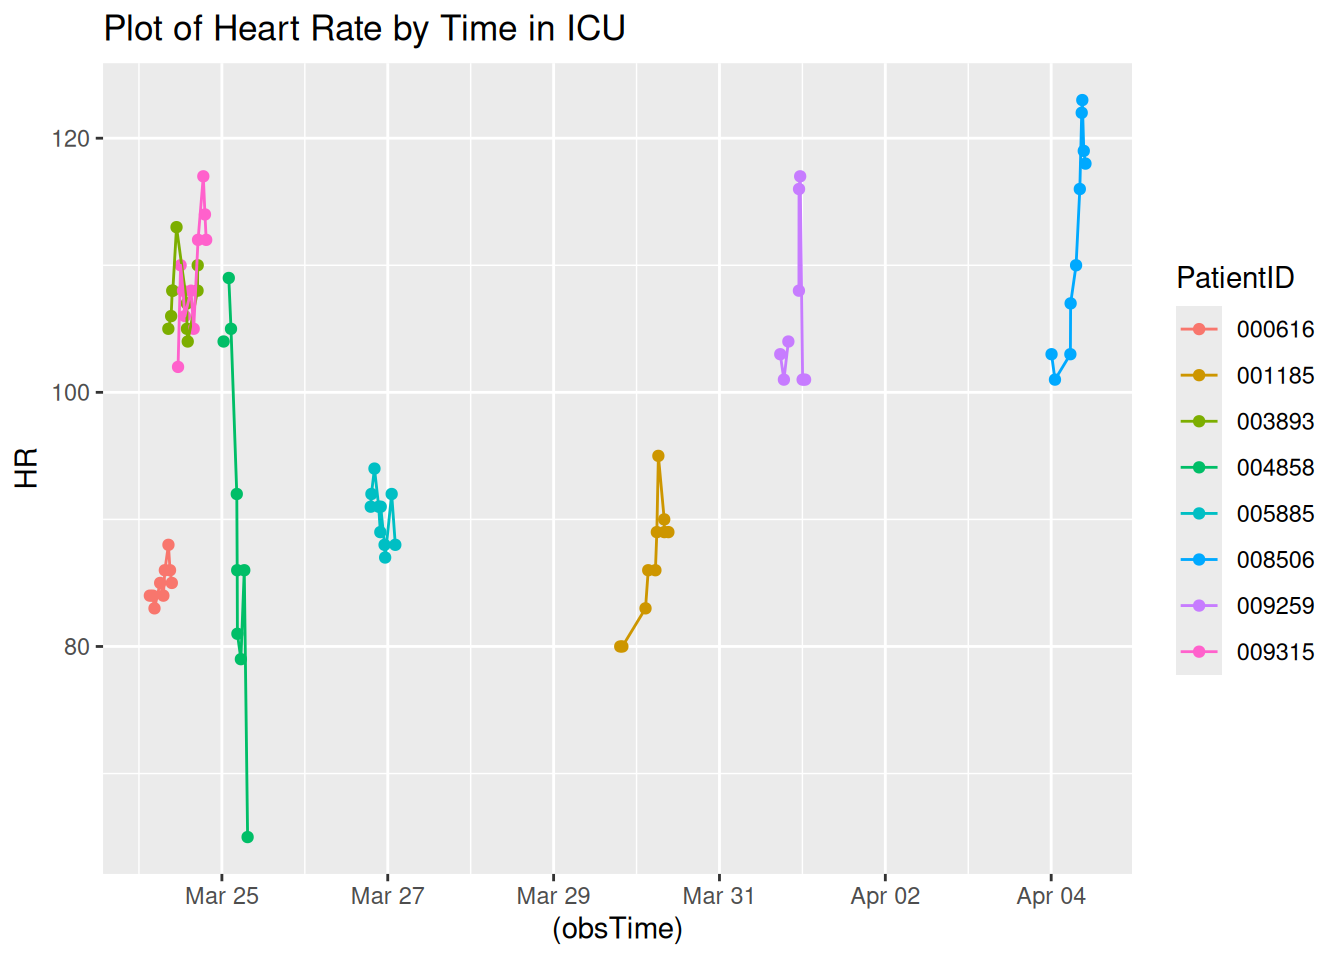 Plot of Heart Rate by Time in ICU
120
100
80
HR
Mar 25
Mar 27
Mar 29
Mar 31
Apr 02
Apr 04
(obsTime)
PatientID
000616
001185
003893
004858
005885
008506
009259
009315